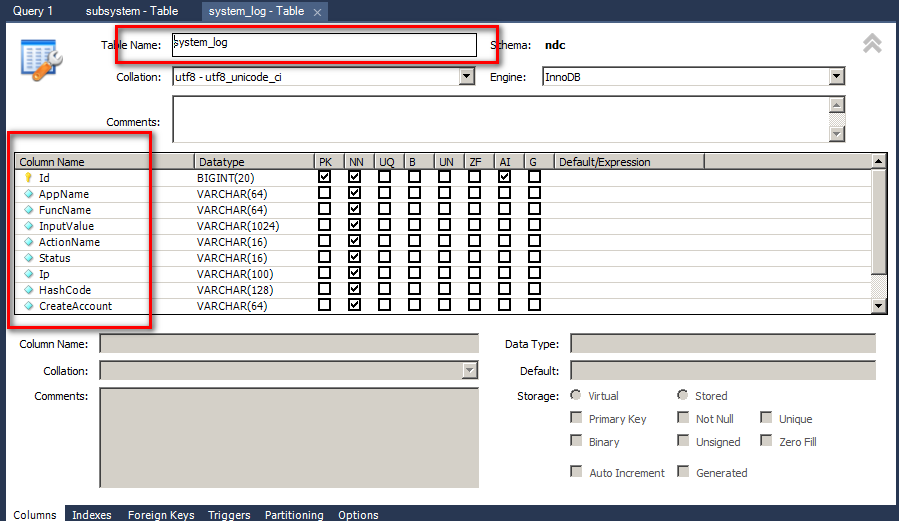 Query 1 subsystem - Table system_log - Table
Table Name: system_log Schema: ndc
Collation: utf8 - utf8_unicode_ci Engine: InnoDB
Comments:
Column Name Datatype PK NN UQ B UN ZF AI G Default/Expression
Id BIGINT(20)
AppName VARCHAR(64)
FuncName VARCHAR(64)
InputValue VARCHAR(1024)
ActionName VARCHAR(16)
Status VARCHAR(16)
Ip VARCHAR(100)
HashCode VARCHAR(128)
CreateAccount VARCHAR(64)
Column Name: Data Type:
Collation: Default:
Comments: Storage: Virtual Stored
Primary Key Not Null Unique
Binary Unsigned Zero Fill
Auto Increment Generated
Columns Indexes Foreign Keys Triggers Partitioning Options